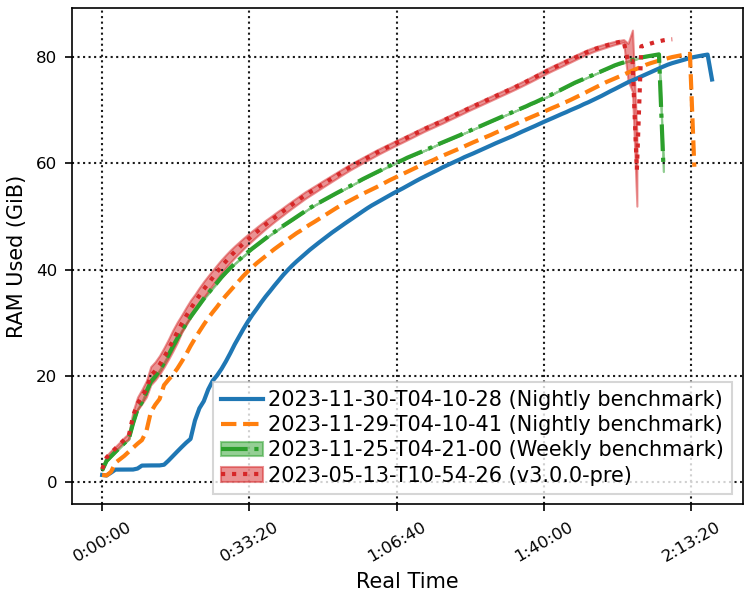 RAM Used (GiB)
80
60
40
20
0
2023-11-30-T04-10-28 (Nightly benchmark)
2023-11-29-T04-10-41 (Nightly benchmark)
2023-11-25-T04-21-00 (Weekly benchmark)
2023-05-13-T10-54-26 (v3.0.0-pre)
0:00:00
0:33:20
1:06:40
1:40:00
2:13:20
Real Time